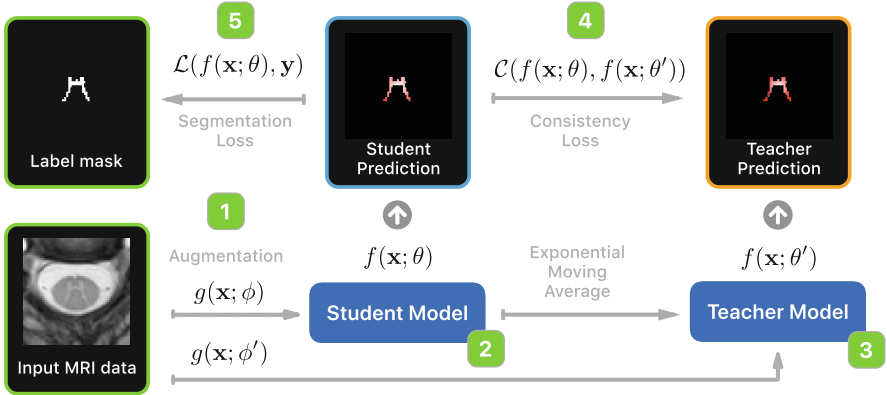 5
4
ℒ(f(x; θ), y)
𝒞(f(x; θ), f(x; θ′))
Segmentation
Loss
Consistency
Loss
Label mask
Student
Prediction
Teacher
Prediction
1
Augmentation
f(x; θ)
Exponential
Moving
Average
f(x; θ′)
g(x; ϕ)
Student Model
Teacher Model
2
3
g(x; ϕ′)
Input MRI data